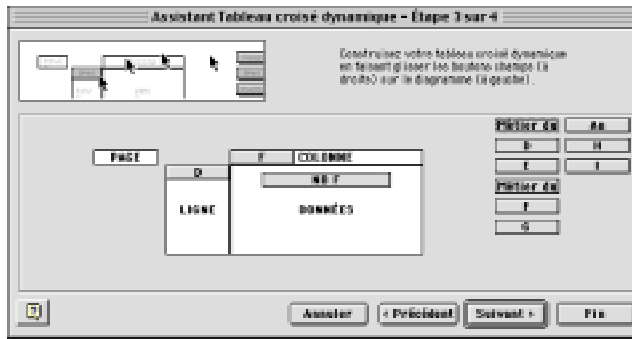 Assistant Tableau croisé dynamique – Étape 3 sur 4
Construisez votre tableau croisé dynamique
en faisant glisser les boutons champs (à
droite) sur le diagramme (à gauche).
PAGE
F COLONNE
D
NB F
LIGNE
DONNÉES
Métier du
D
E
Métier du
F
G
H
I
Annuler
< Précédent
Suivant >
Fin